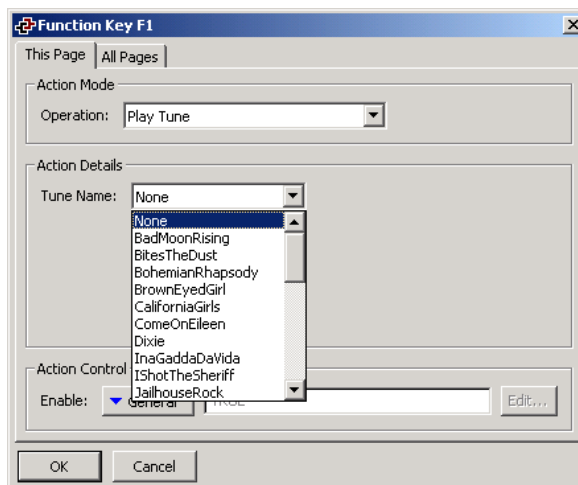 Function Key F1
This Page All Pages
Action Mode
Operation: Play Tune
Action Details
Tune Name: None
None
BadMoonRising
BitesTheDust
BohemianRhapsody
BrownEyedGirl
CaliforniaGirls
ComeOnEileen
Dixie
InaGaddaDaVida
IShotTheSheriff
JailhouseRock
Action Control
Enable: General TRUE Edit...
OK Cancel